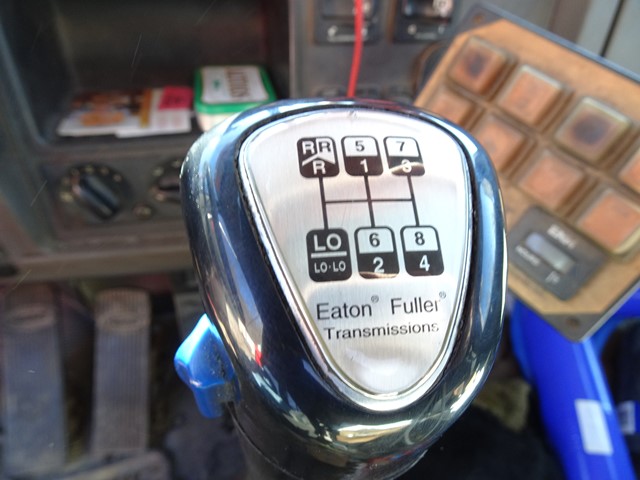 RR 5 7
R 1 3
LO 6 8
LO·LO 2 4
Eaton® Fuller®
Transmissions